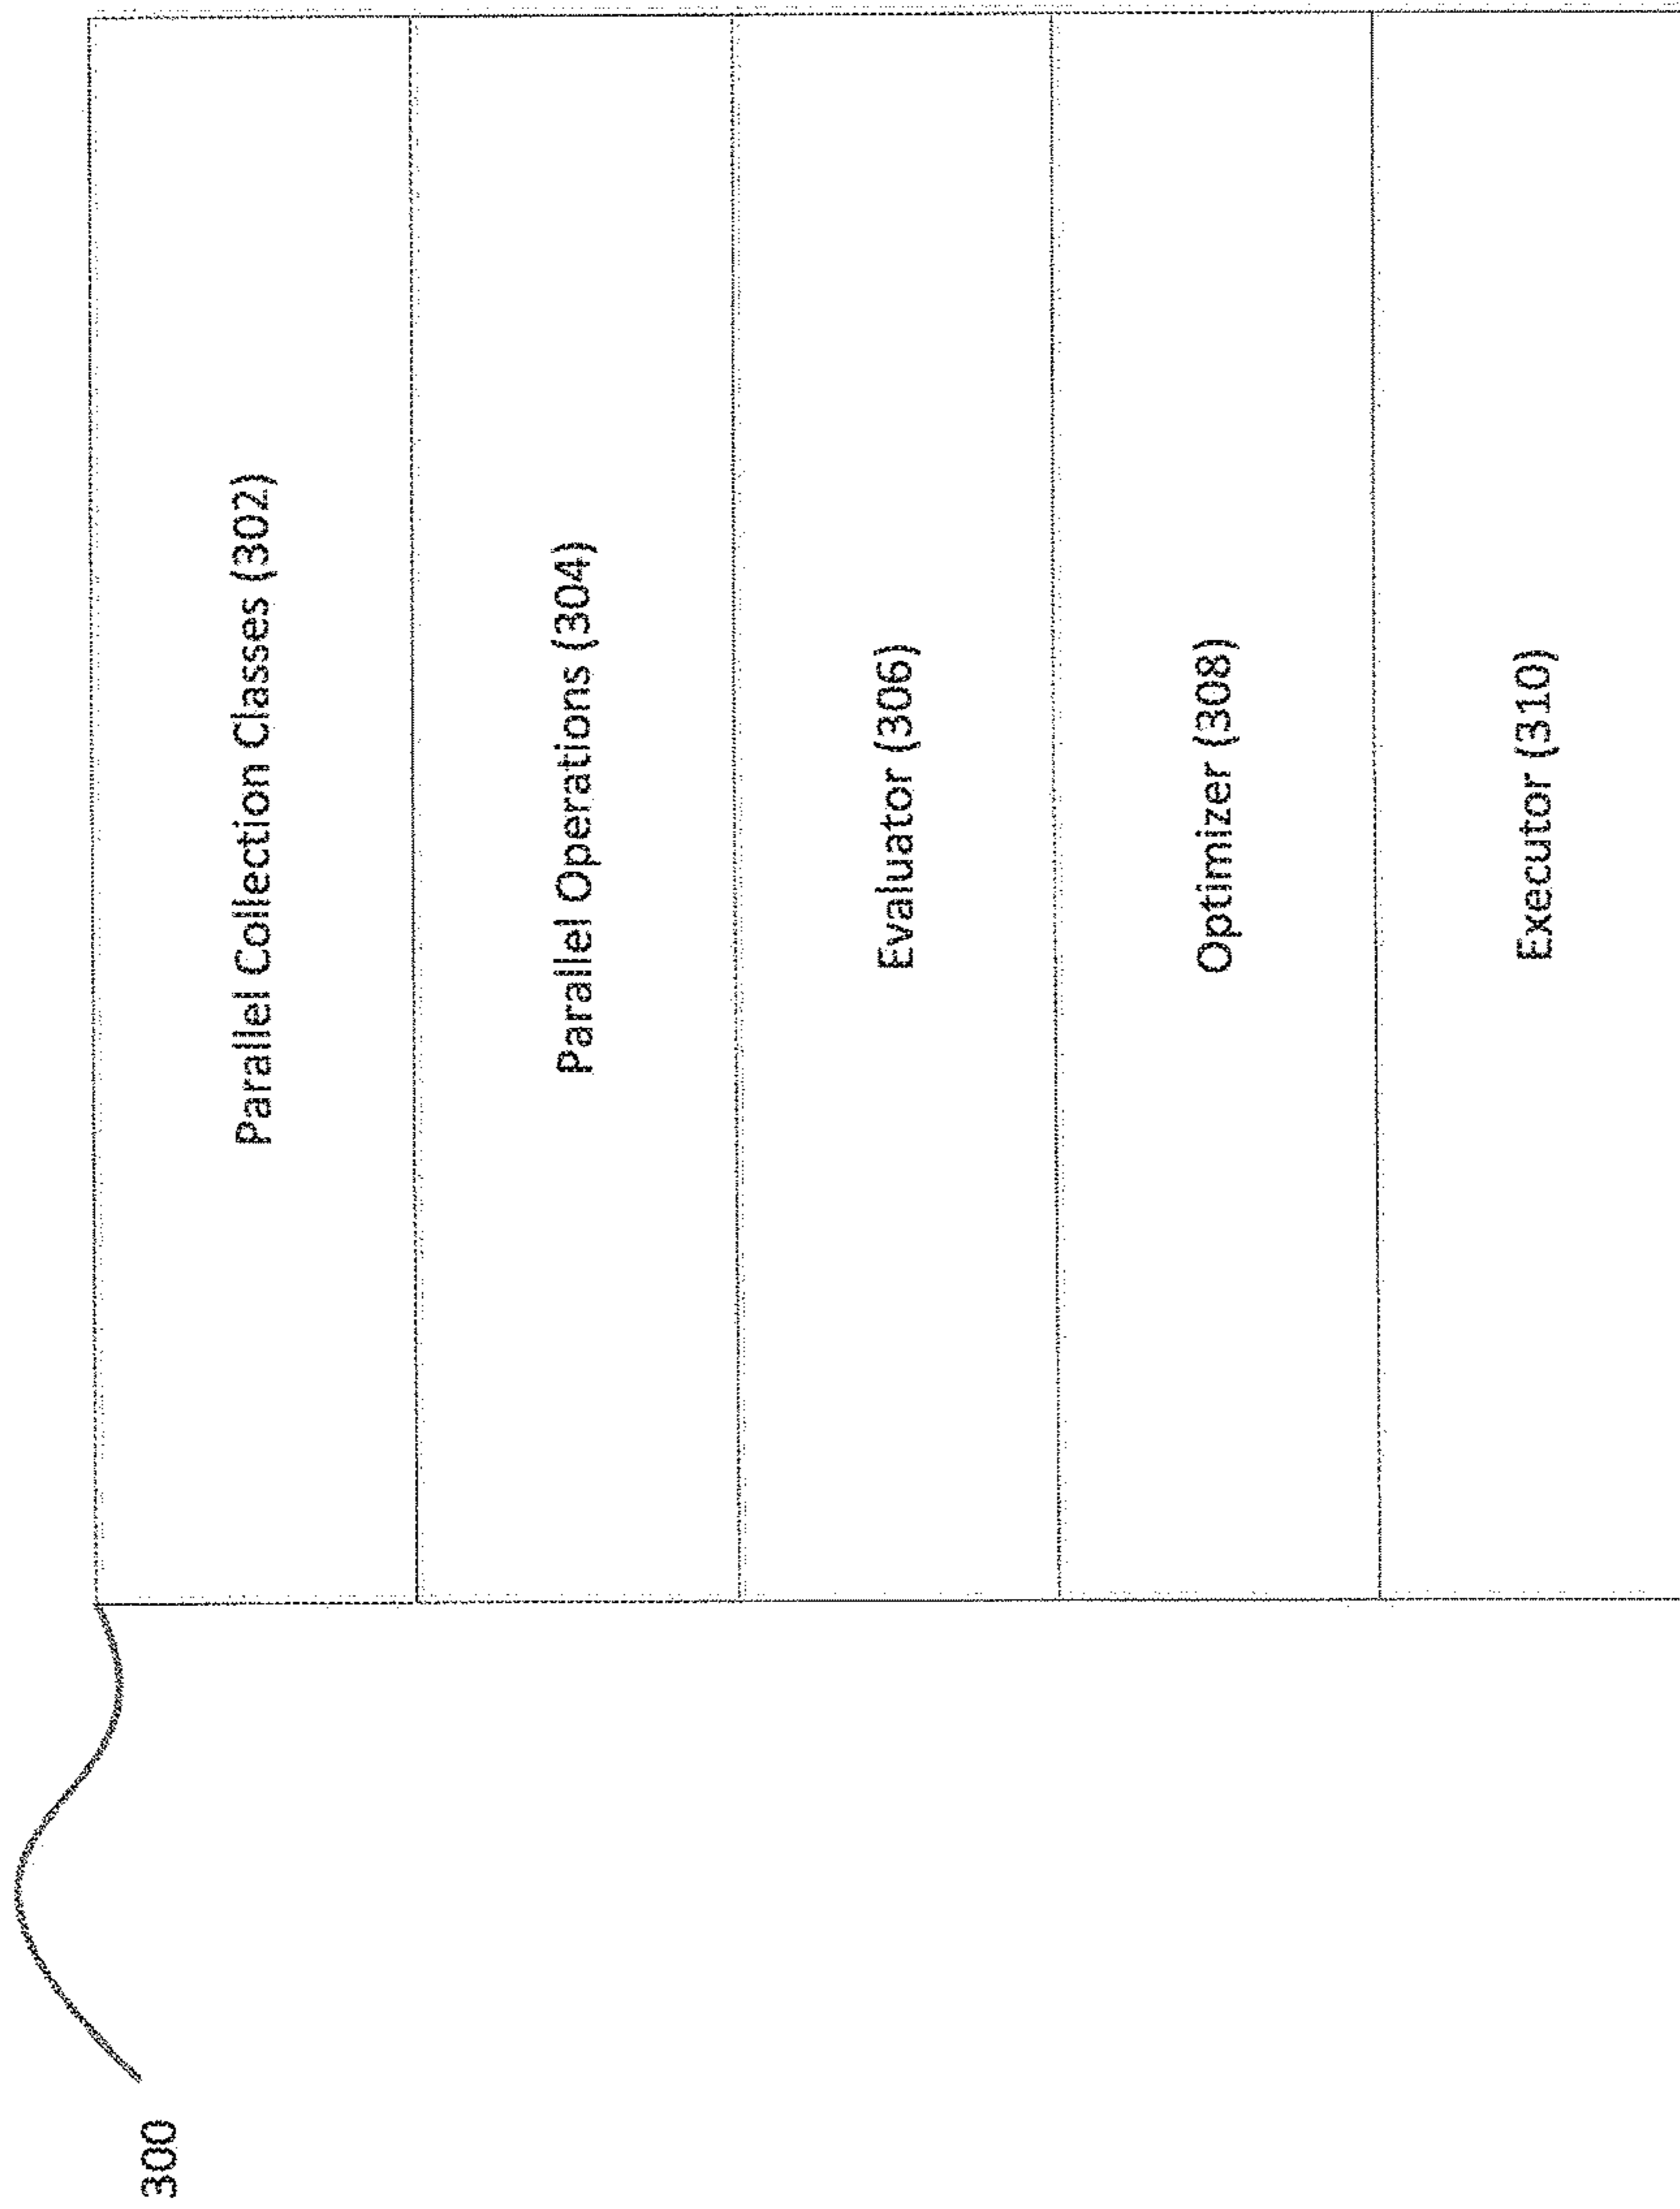 300
Parallel Collection Classes (302)
Parallel Operations (304)
Evaluator (306)
Optimizer (308)
Executor (310)